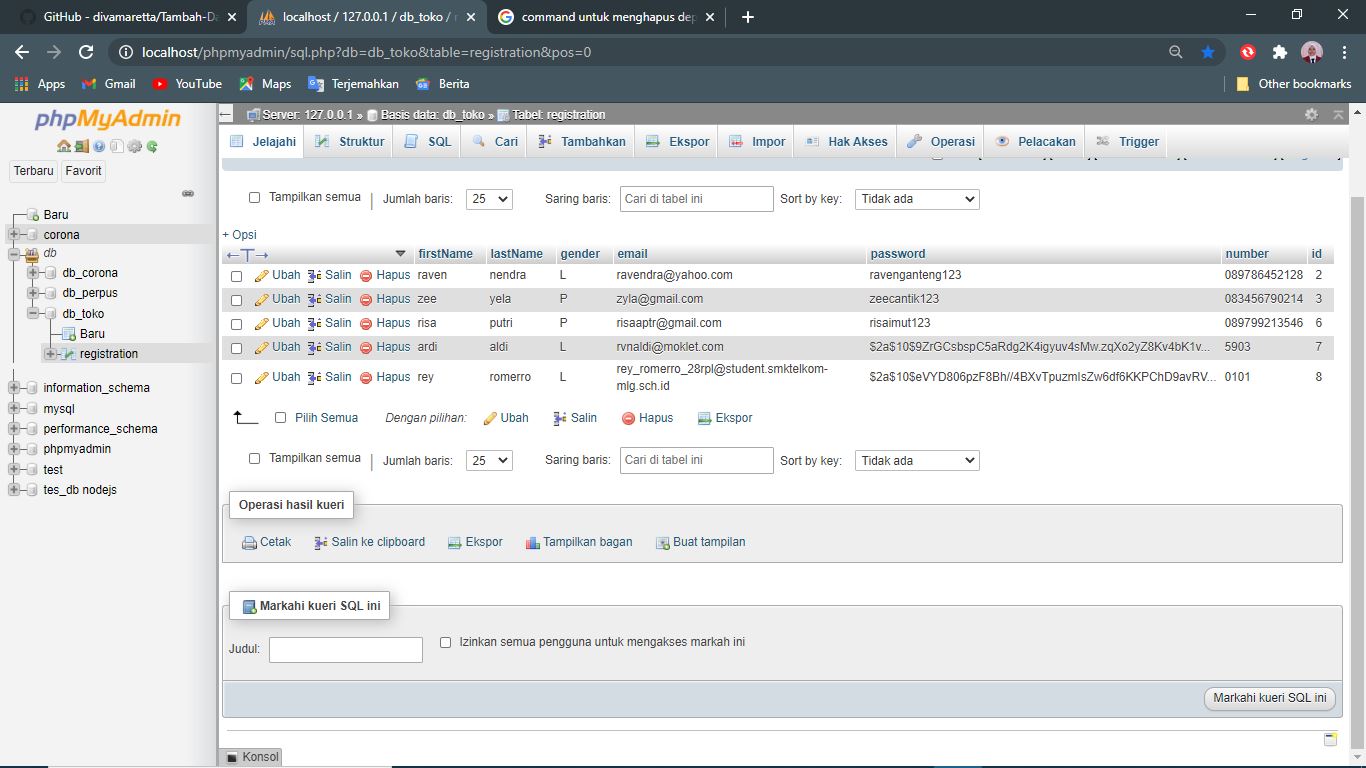 GitHub - divamaretta/Tambah-Da
localhost / 127.0.0.1 / db_toko / r
command untuk menghapus dep
localhost/phpmyadmin/sql.php?db=db_toko&table=registration&pos=0
Apps Gmail YouTube Maps Terjemahkan Berita Other bookmarks
phpMyAdmin
Terbaru Favorit
Baru
corona
db
db_corona
db_perpus
db_toko
Baru
registration
information_schema
mysql
performance_schema
phpmyadmin
test
tes_db nodejs
Server: 127.0.0.1 » Basis data: db_toko » Tabel: registration
Jelajahi Struktur SQL Cari Tambahkan Ekspor Impor Hak Akses Operasi Pelacakan Trigger
Tampilkan semua | Jumlah baris: 25 Saring baris: Cari di tabel ini Sort by key: Tidak ada
+ Opsi
←T→ firstName lastName gender email password number id
Ubah Salin Hapus raven nendra L ravendra@yahoo.com ravenganteng123 089786452128 2
Ubah Salin Hapus zee yela P zyla@gmail.com zeecantik123 083456790214 3
Ubah Salin Hapus risa putri P risaaptr@gmail.com risaimut123 089799213546 6
Ubah Salin Hapus ardi aldi L rvnaldi@moklet.com $2a$10$9ZrGCsbspC5aRdg2K4igyuv4sMw.zqXo2yZ8Kv4bK1v... 5903 7
Ubah Salin Hapus rey romerro L rey_romerro_28rpl@student.smktelkom-mlg.sch.id $2a$10$eVYD806pzF8Bh//4BXvTpuzmIsZw6df6KKPChD9avRV... 0101 8
Pilih Semua Dengan pilihan: Ubah Salin Hapus Ekspor
Tampilkan semua | Jumlah baris: 25 Saring baris: Cari di tabel ini Sort by key: Tidak ada
Operasi hasil kueri
Cetak Salin ke clipboard Ekspor Tampilkan bagan Buat tampilan
Markahi kueri SQL ini
Judul: Izinkan semua pengguna untuk mengakses markah ini
Markahi kueri SQL ini
Konsol